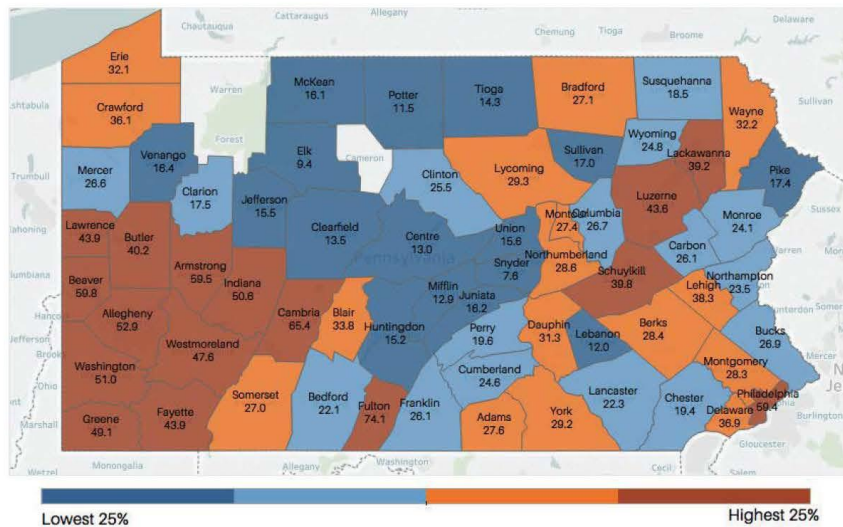 Chautauqua
Cattaraugus
Allegany
Chemung
Tioga
Broome
Delaware
Erie
32.1
Crawford
36.1
Warren
Forest
McKean
16.1
Potter
11.5
Tioga
14.3
Bradford
27.1
Susquehanna
18.5
Wayne
32.2
Sullivan
Ashtabula
Trumbull
Mercer
26.6
Venango
16.4
Clarion
17.5
Elk
9.4
Cameron
Clinton
25.5
Lycoming
29.3
Sullivan
17.0
Wyoming
24.8
Lackawanna
39.2
Pike
17.4
Jefferson
15.5
Clearfield
13.5
Centre
13.0
Pennsylvania
Union
15.6
Snyder
7.6
27.4
Columbia
26.7
Luzerne
43.6
Monroe
24.1
Carbon
26.1
Sussex
Warren
Mahoning
Lawrence
43.9
Butler
40.2
Armstrong
59.5
Indiana
50.6
Northumberland
28.6
Schuylkill
39.8
Northampton
23.5
Lehigh
38.3
Beaver
59.8
Allegheny
52.9
Cambria
65.4
Blair
33.8
Mifflin
12.9
Juniata
16.2
Huntingdon
15.2
Perry
19.6
Dauphin
31.3
Lebanon
12.0
Berks
28.4
Bucks
26.9
Jefferson
Westmoreland
47.6
Washington
51.0
Somerset
27.0
Bedford
22.1
Fulton
74.1
Franklin
26.1
Cumberland
24.6
Adams
27.6
York
29.2
Lancaster
22.3
Chester
19.4
Montgomery
28.3
Philadelphia
59.4
Delaware
36.9
Mercer
Ohio
Marshall
Greene
49.1
Fayette
43.9
Burlington
Gloucester
Wetzel
Monongalia
Allegany
Washington
Cecil
Salem
Lowest 25%
Highest 25%